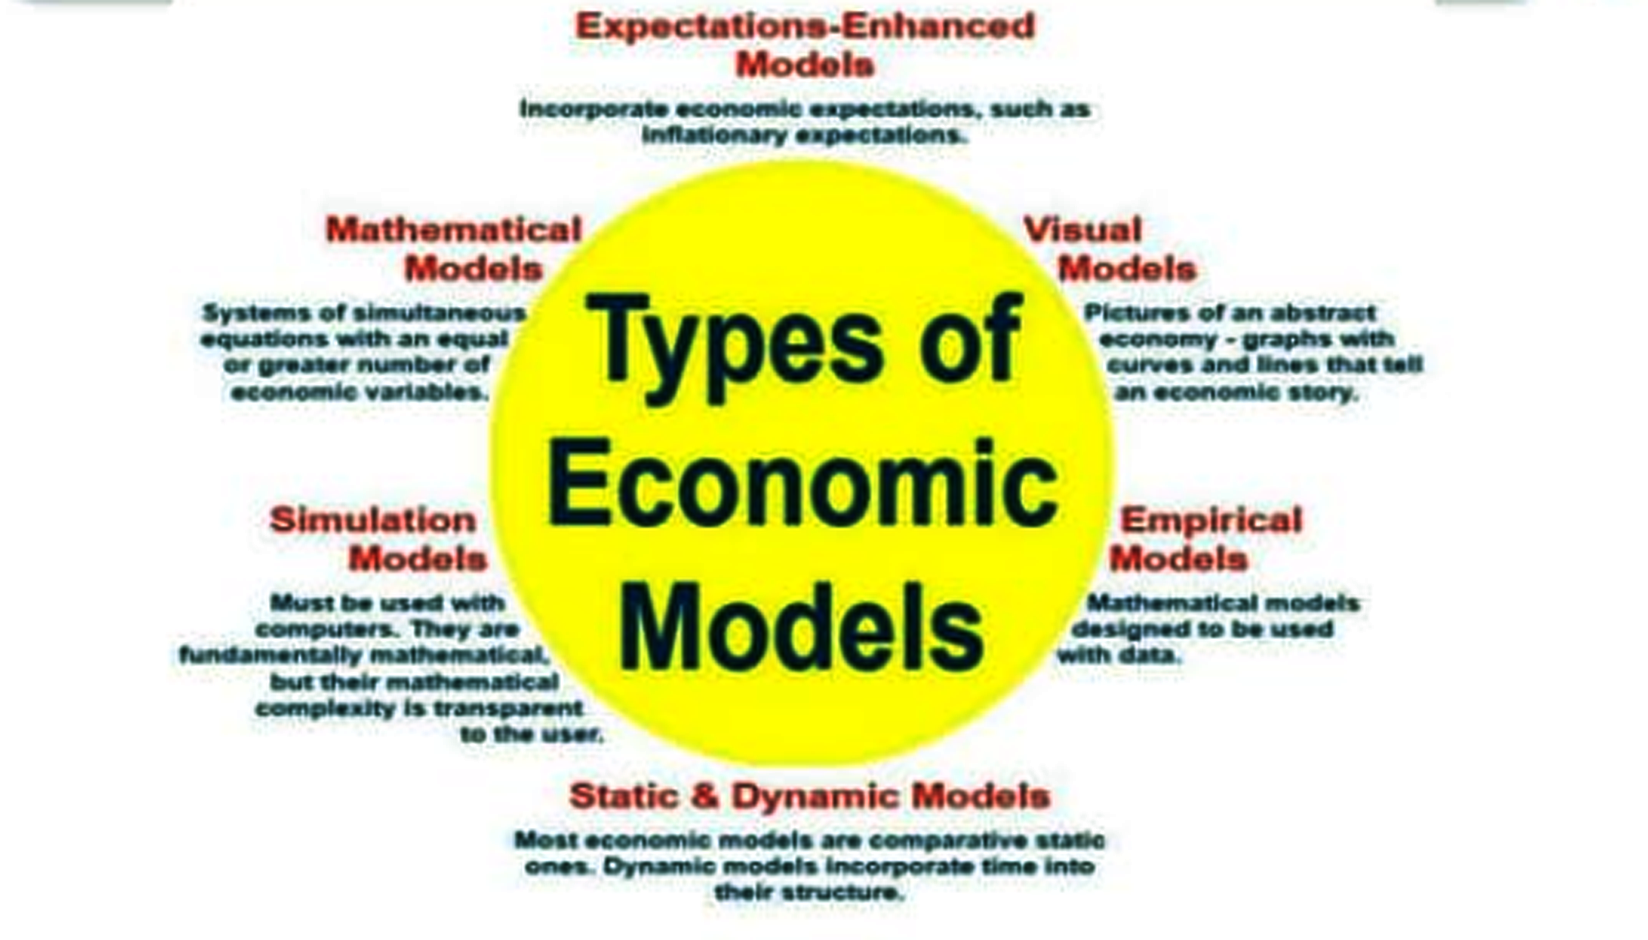 Expectations-Enhanced
Models
Incorporate economic expectations, such as
inflationary expectations.
Mathematical
Models
Systems of simultaneous
equations with an equal
or greater number of
economic variables.
Visual
Models
Pictures of an abstract
economy - graphs with
curves and lines that tell
an economic story.
Types of
Economic
Models
Simulation
Models
Must be used with
computers. They are
fundamentally mathematical,
but their mathematical
complexity is transparent
to the user.
Empirical
Models
Mathematical models
designed to be used
with data.
Static & Dynamic Models
Most economic models are comparative static
ones. Dynamic models incorporate time into
their structure.